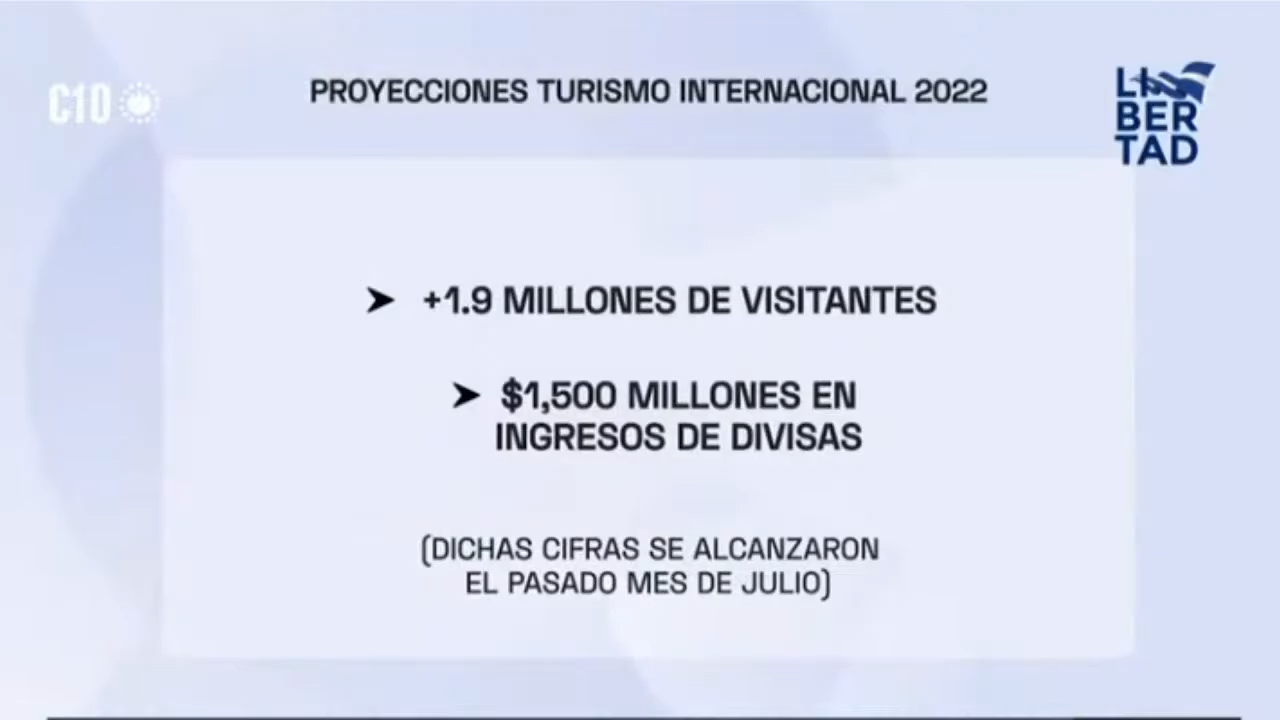 C10
PROYECCIONES TURISMO INTERNACIONAL 2022
LI
BER
TAD
➤ +1.9 MILLONES DE VISITANTES
➤ $1,500 MILLONES EN
INGRESOS DE DIVISAS
(DICHAS CIFRAS SE ALCANZARON
EL PASADO MES DE JULIO)